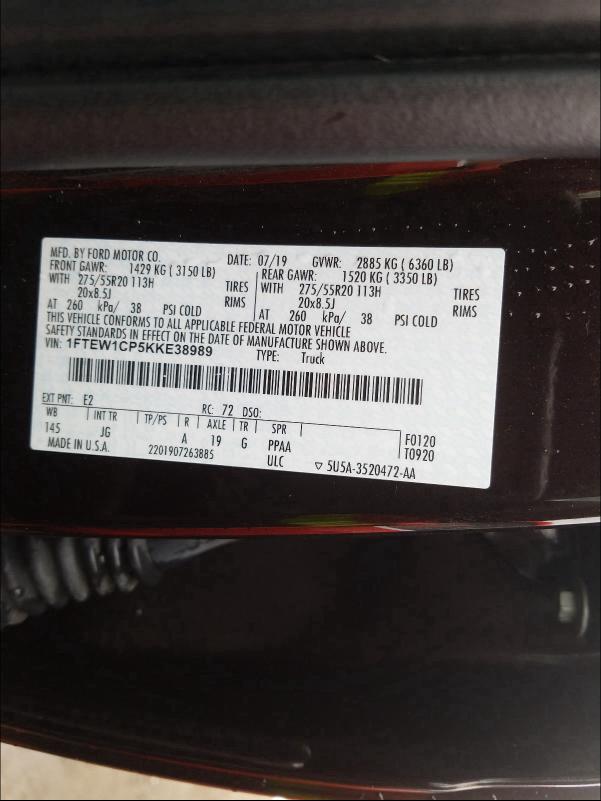 MFD. BY FORD MOTOR CO. DATE: 07/19 GVWR: 2885 KG ( 6360 LB)
FRONT GAWR: 1429 KG ( 3150 LB) REAR GAWR: 1520 KG ( 3350 LB)
WITH 275/55R20 113H TIRES WITH 275/55R20 113H TIRES
20x8.5J RIMS 20x8.5J RIMS
AT 260 kPa/ 38 PSI COLD AT 260 kPa/ 38 PSI COLD
THIS VEHICLE CONFORMS TO ALL APPLICABLE FEDERAL MOTOR VEHICLE
SAFETY STANDARDS IN EFFECT ON THE DATE OF MANUFACTURE SHOWN ABOVE.
VIN: 1FTEW1CP5KKE38989 TYPE: Truck
EXT PNT: E2 RC: 72 DSO:
WB INT TR TP/PS R AXLE TR SPR
145 JG A 19 G PPAA F0120
MADE IN U.S.A. 2201907263885 ULC T0920
5U5A-3520472-AA